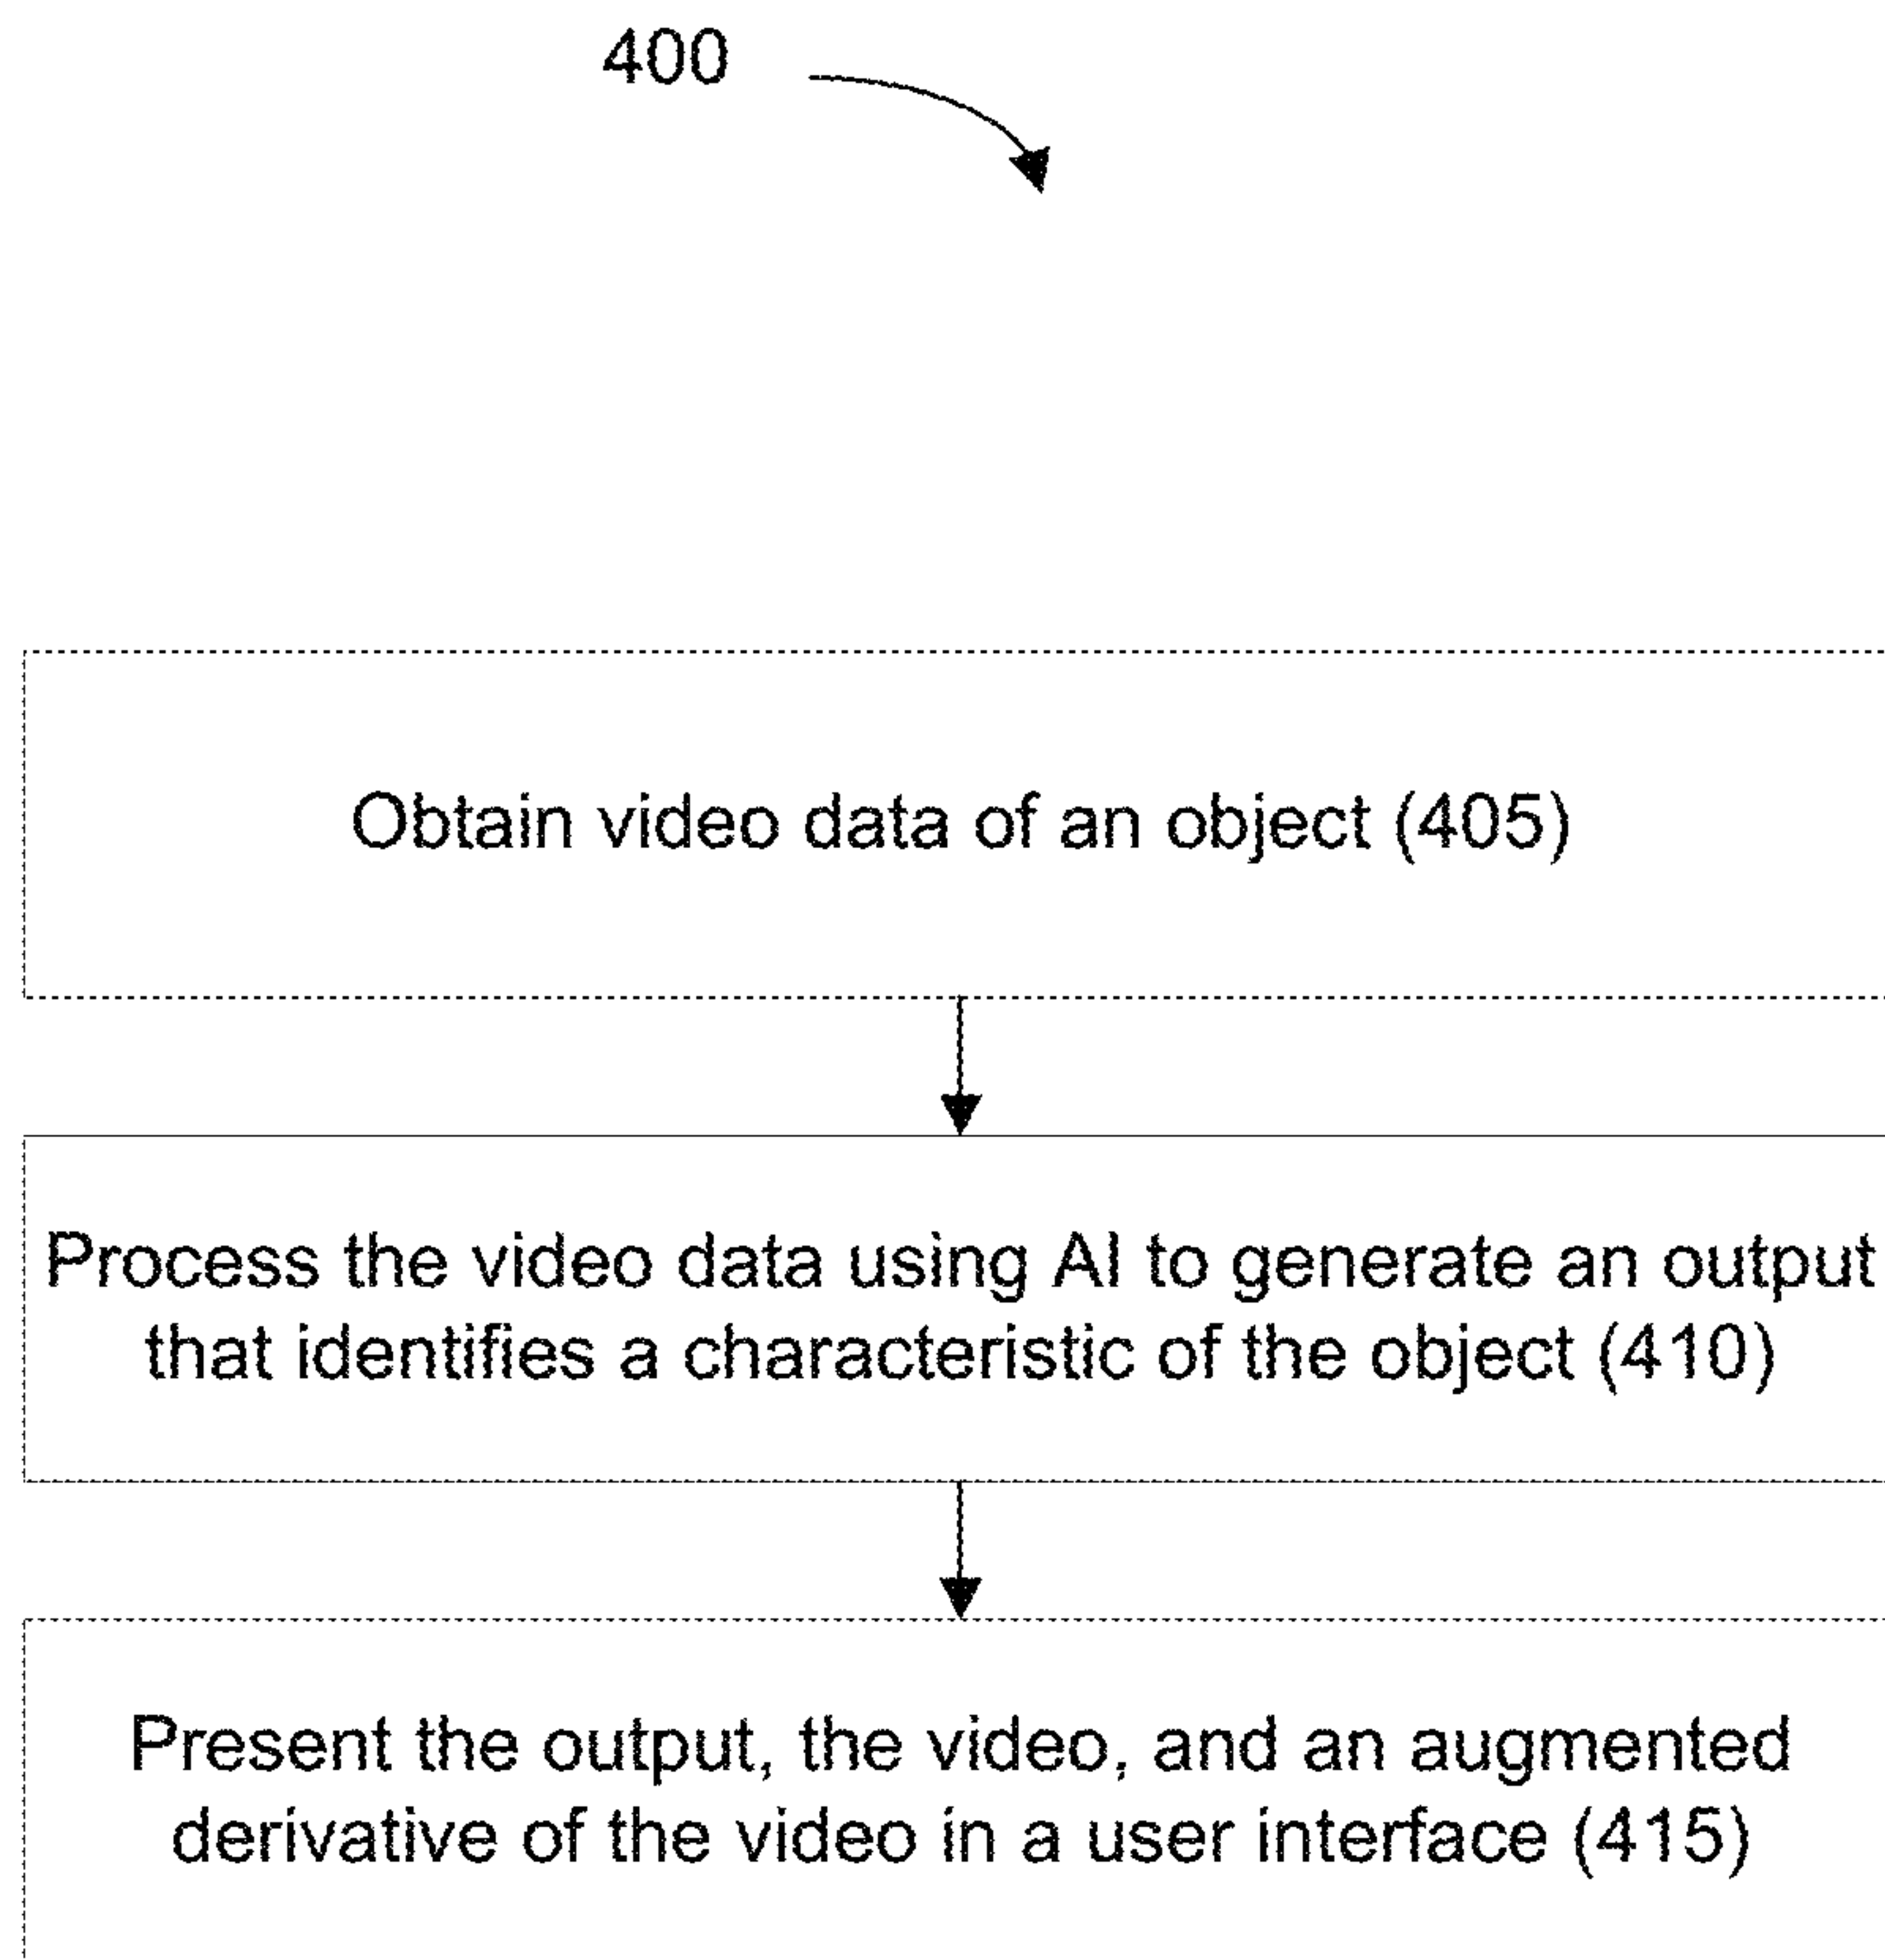 400
Obtain video data of an object (405)
Process the video data using AI to generate an output
that identifies a characteristic of the object (410)
Present the output, the video, and an augmented
derivative of the video in a user interface (415)